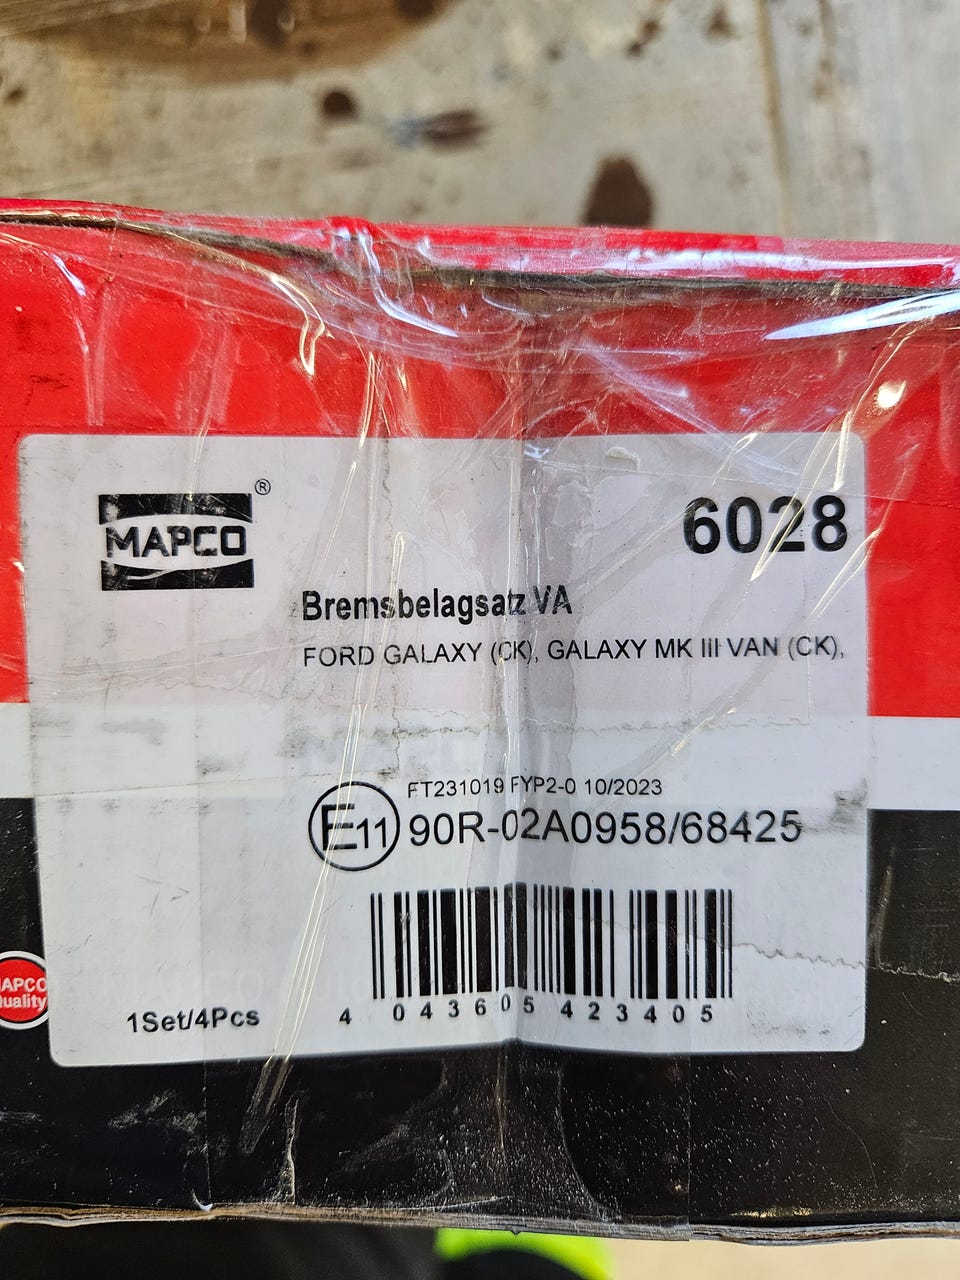 MAPCO ®
6028
Bremsbelagsatz VA
FORD GALAXY (CK), GALAXY MK III VAN (CK),
FT231019 FYP2-0 10/2023
E11 90R-02A0958/68425
4 043605 423405
1Set/4Pcs
MAPCO
Quality